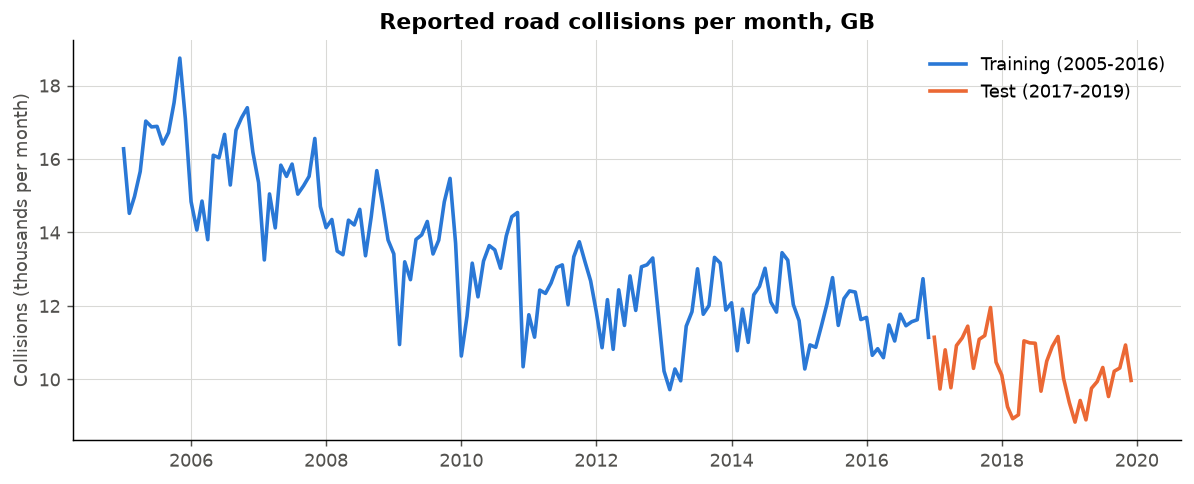 Reported road collisions per month, GB
Training (2005-2016)
Test (2017-2019)
Collisions (thousands per month)
18
16
14
12
10
2006 2008 2010 2012 2014 2016 2018 2020